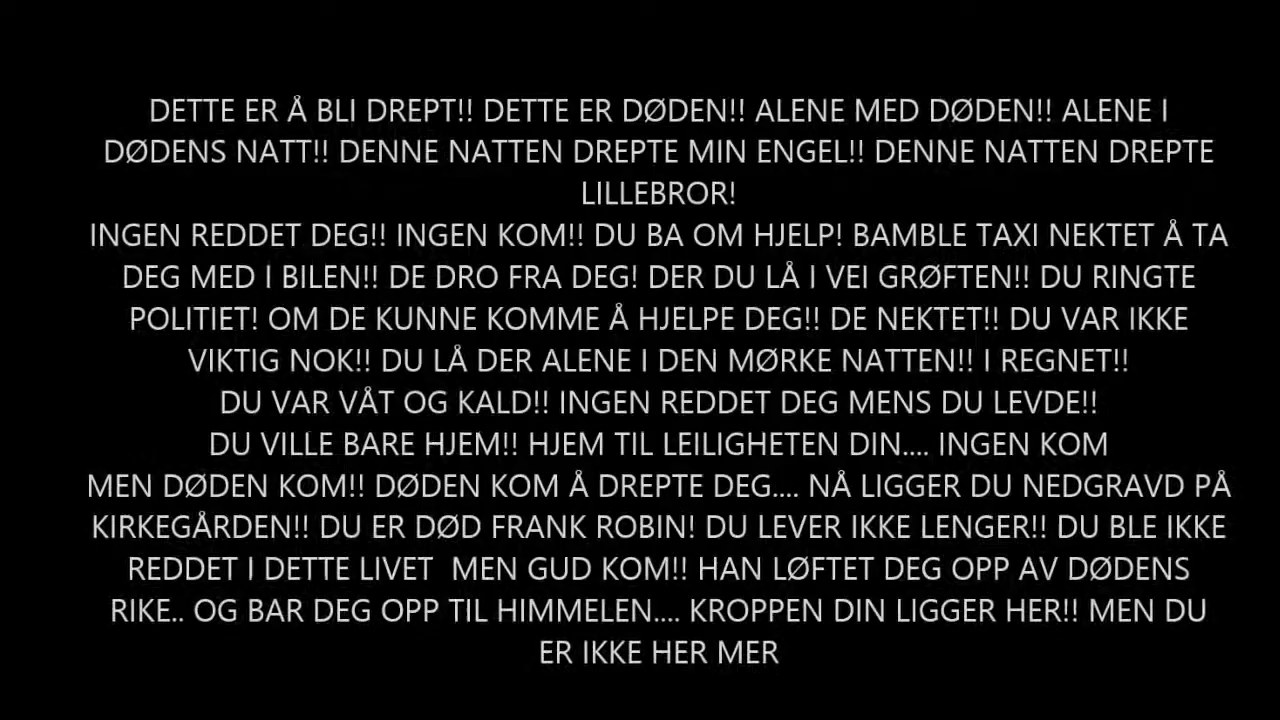 DETTE ER Å BLI DREPT!! DETTE ER DØDEN!! ALENE MED DØDEN!! ALENE I
DØDENS NATT!! DENNE NATTEN DREPTE MIN ENGEL!! DENNE NATTEN DREPTE
LILLEBROR!
INGEN REDDET DEG!! INGEN KOM!! DU BA OM HJELP! BAMBLE TAXI NEKTET Å TA
DEG MED I BILEN!! DE DRO FRA DEG! DER DU LÅ I VEI GRØFTEN!! DU RINGTE
POLITIET! OM DE KUNNE KOMME Å HJELPE DEG!! DE NEKTET!! DU VAR IKKE
VIKTIG NOK!! DU LÅ DER ALENE I DEN MØRKE NATTEN!! I REGNET!!
DU VAR VÅT OG KALD!! INGEN REDDET DEG MENS DU LEVDE!!
DU VILLE BARE HJEM!! HJEM TIL LEILIGHETEN DIN.... INGEN KOM
MEN DØDEN KOM!! DØDEN KOM Å DREPTE DEG.... NÅ LIGGER DU NEDGRAVD PÅ
KIRKEGÅRDEN!! DU ER DØD FRANK ROBIN! DU LEVER IKKE LENGER!! DU BLE IKKE
REDDET I DETTE LIVET  MEN GUD KOM!! HAN LØFTET DEG OPP AV DØDENS
RIKE.. OG BAR DEG OPP TIL HIMMELEN.... KROPPEN DIN LIGGER HER!! MEN DU
ER IKKE HER MER